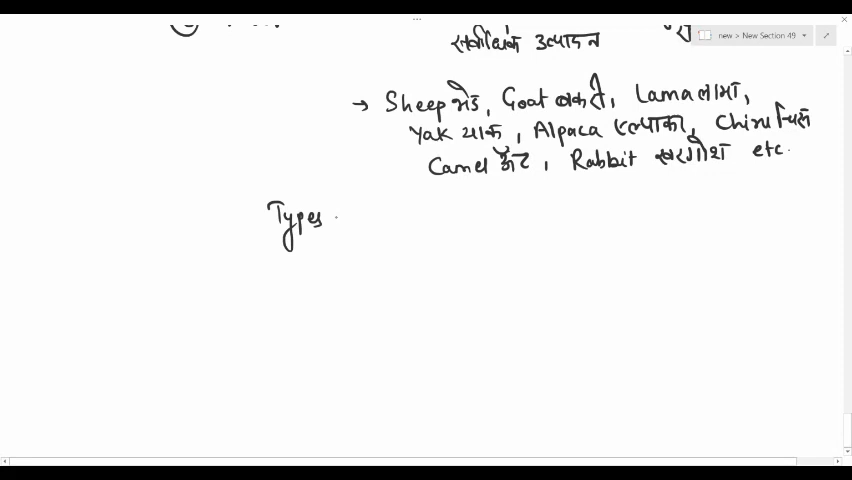 new > New Section 49
सर्वाधिक उत्पादन
→ Sheep भेड, Goat बकरी, Lama लामा,
Yak याक, Alpaca एल्पाका, Chiru चिरु
Camel ऊँट, Rabbit खरगोश etc.
Types